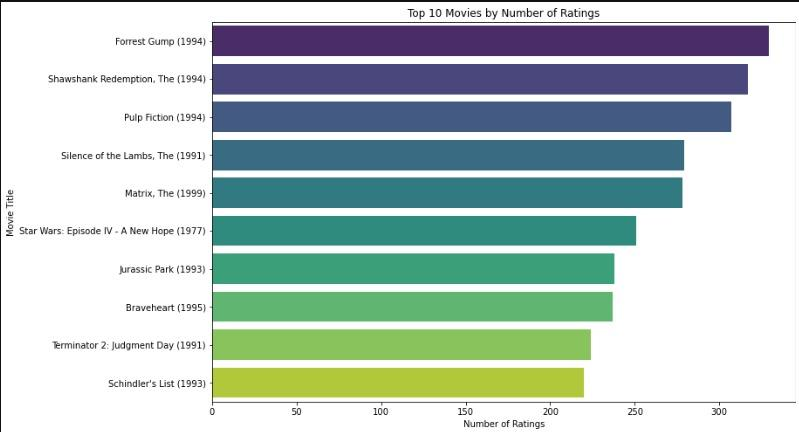 Top 10 Movies by Number of Ratings
Movie Title
Forrest Gump (1994)
Shawshank Redemption, The (1994)
Pulp Fiction (1994)
Silence of the Lambs, The (1991)
Matrix, The (1999)
Star Wars: Episode IV - A New Hope (1977)
Jurassic Park (1993)
Braveheart (1995)
Terminator 2: Judgment Day (1991)
Schindler's List (1993)
0 50 100 150 200 250 300
Number of Ratings